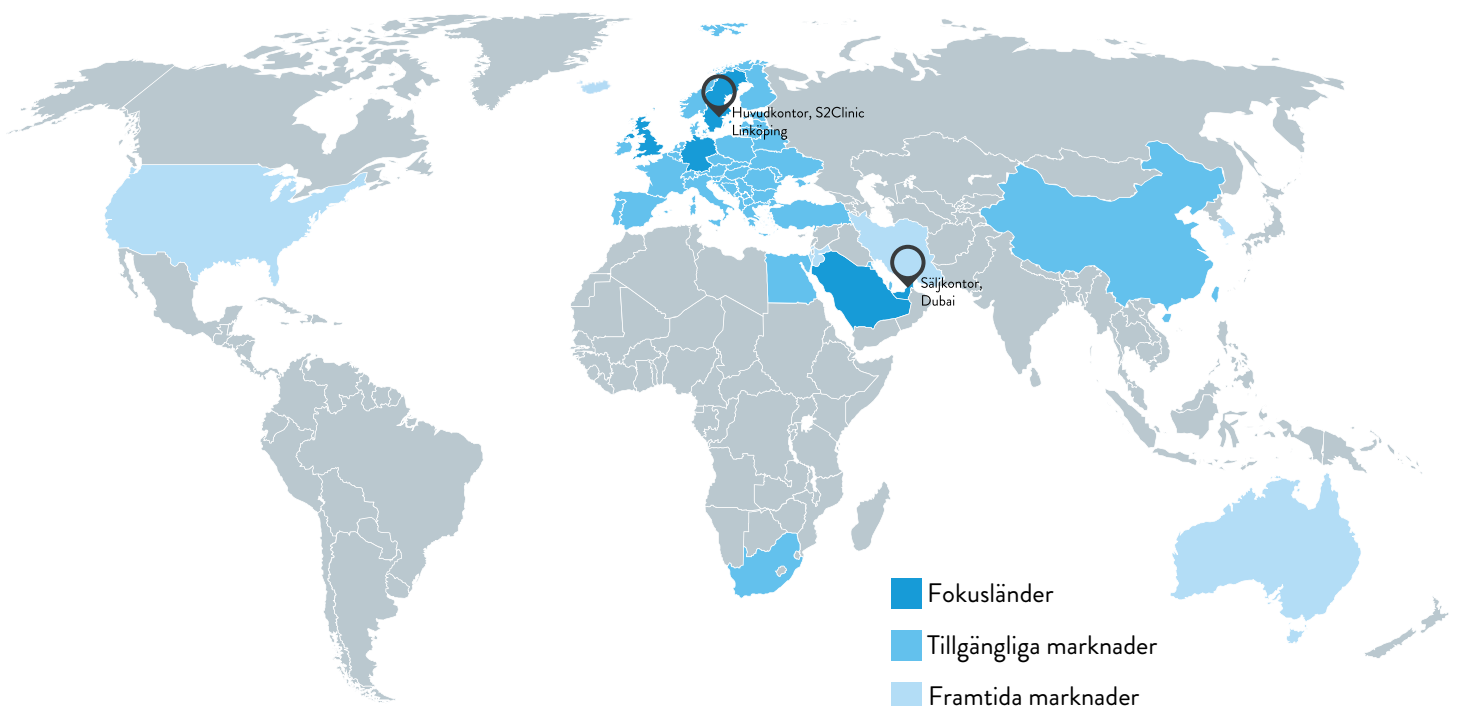 Huvudkontor, S2Clinic
Linköping
Säljkontor,
Dubai
Fokusländer
Tillgängliga marknader
Framtida marknader